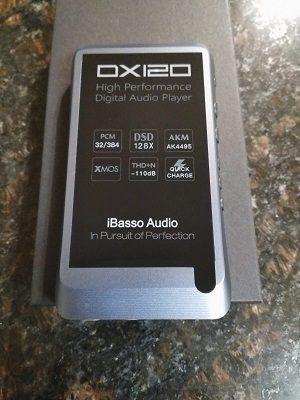 DX120
High Performance
Digital Audio Player
PCM
32/384
DSD
128X
AKM
AK4495
XMOS
THD+N
-110dB
QUICK
CHARGE
iBasso Audio
In Pursuit of Perfection